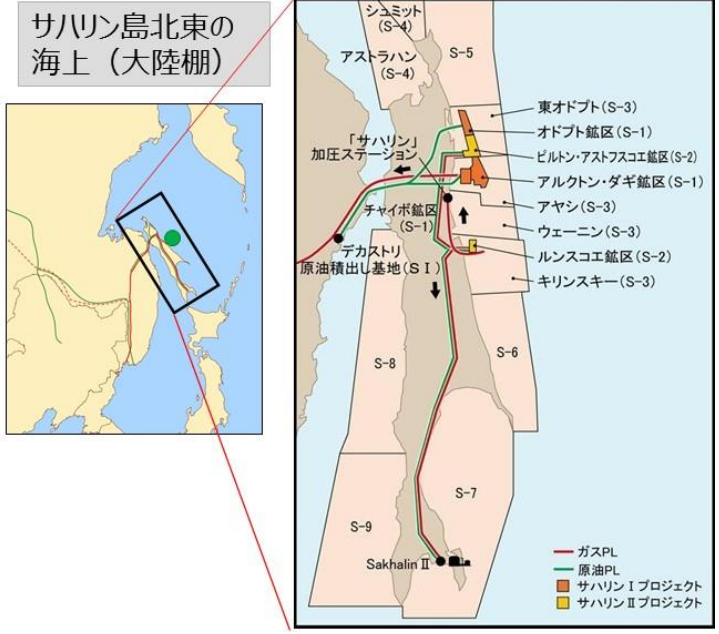 サハリン島北東の
海上（大陸棚）
シュミット
(S-4)
アストラハン
(S-4)
S-5
東オドプト(S-3)
オドプト鉱区(S-1)
ピルトン・アストフスコエ鉱区(S-2)
アルクトン・ダギ鉱区(S-1)
アヤシ(S-3)
ウェーニン(S-3)
ルンスコエ鉱区(S-2)
キリンスキー(S-3)
「サハリン」
加圧ステーション
チャイボ鉱区
(S-1)
デカストリ
原油積出し基地(SⅠ)
S-8
S-6
S-7
S-9
SakhalinⅡ
ガスPL
原油PL
サハリンⅠプロジェクト
サハリンⅡプロジェクト